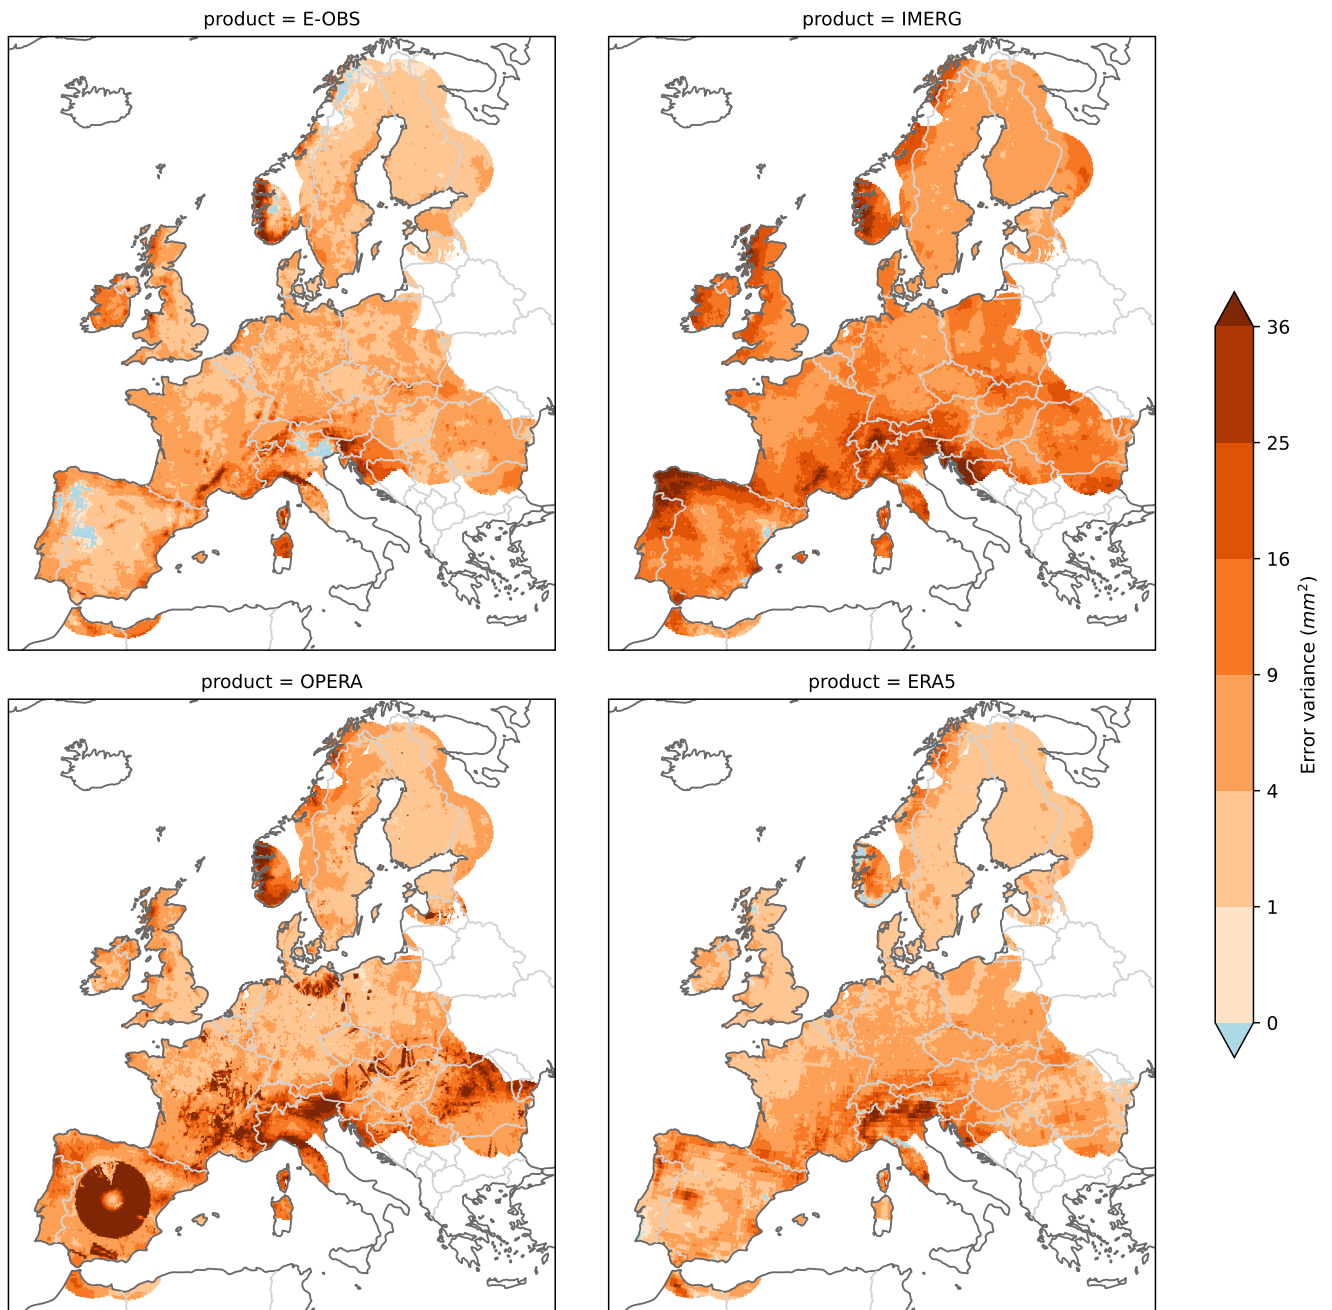 product = E-OBS
product = IMERG
product = OPERA
product = ERA5
36
25
16
9
4
1
0
Error variance (mm²)